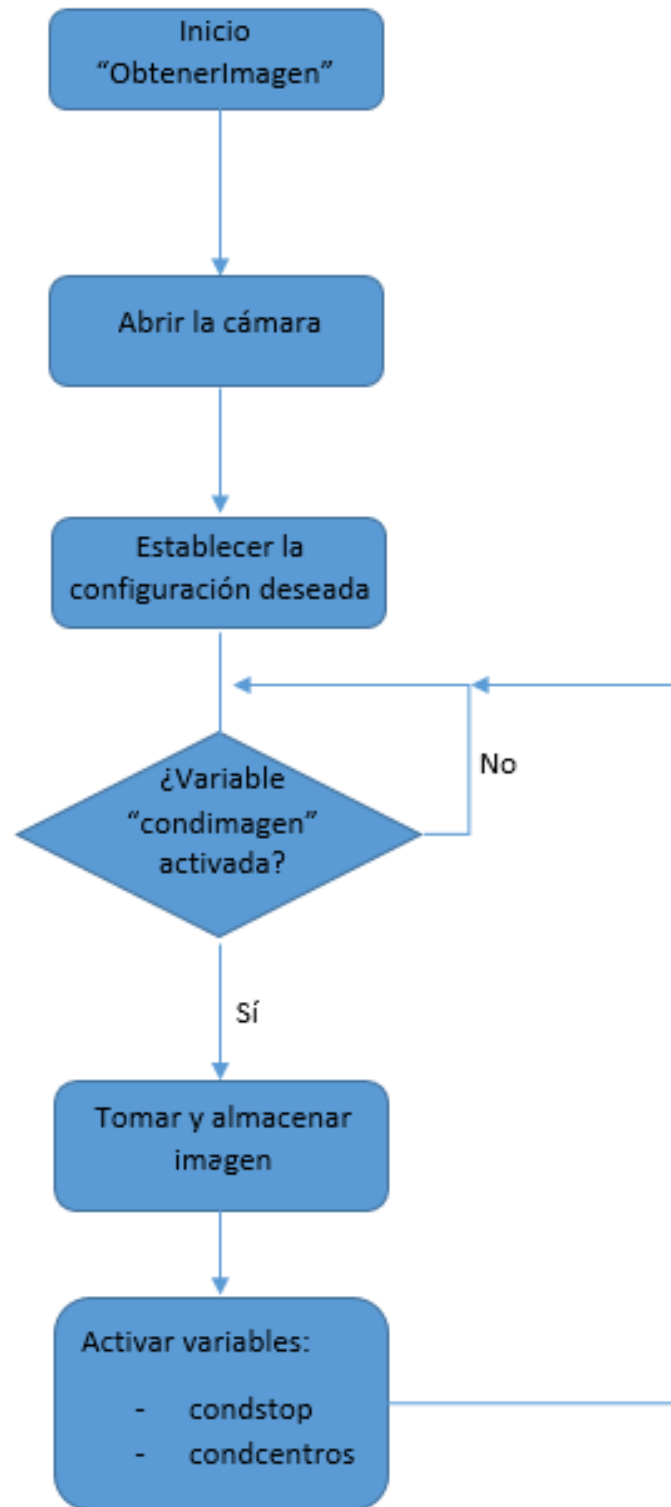 Inicio
“ObtenerImagen”
Abrir la cámara
Establecer la
configuración deseada
¿Variable
“condimagen”
activada?
No
Sí
Tomar y almacenar
imagen
Activar variables:
- condstop
- condcentros